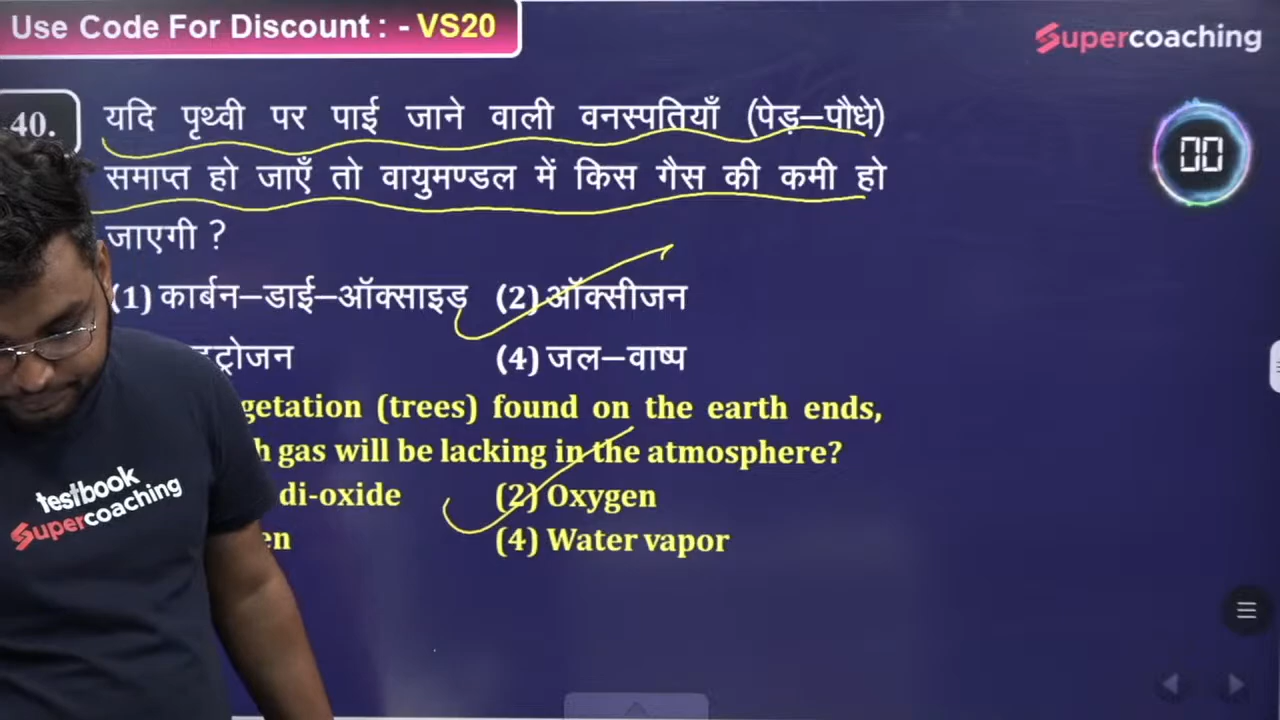 Use Code For Discount : - VS20
Supercoaching
40.
यदि पृथ्वी पर पाई जाने वाली वनस्पतियाँ (पेड़–पौधे)
00
समाप्त हो जाएँ तो वायुमण्डल में किस गैस की कमी हो
जाएगी ?
(1) कार्बन–डाई–ऑक्साइड (2) ऑक्सीजन
(4) जल–वाष्प
(trees) found on the earth ends,
gas will be lacking in the atmosphere?
di-oxide (2) Oxygen
(4) Water vapor
testbook
Supercoaching